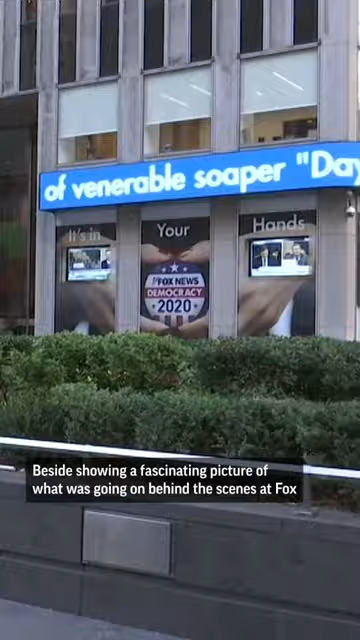 of venerable soaper "Day
It's in Your Hands
FOX NEWS
DEMOCRACY
2020
Beside showing a fascinating picture of
what was going on behind the scenes at Fox